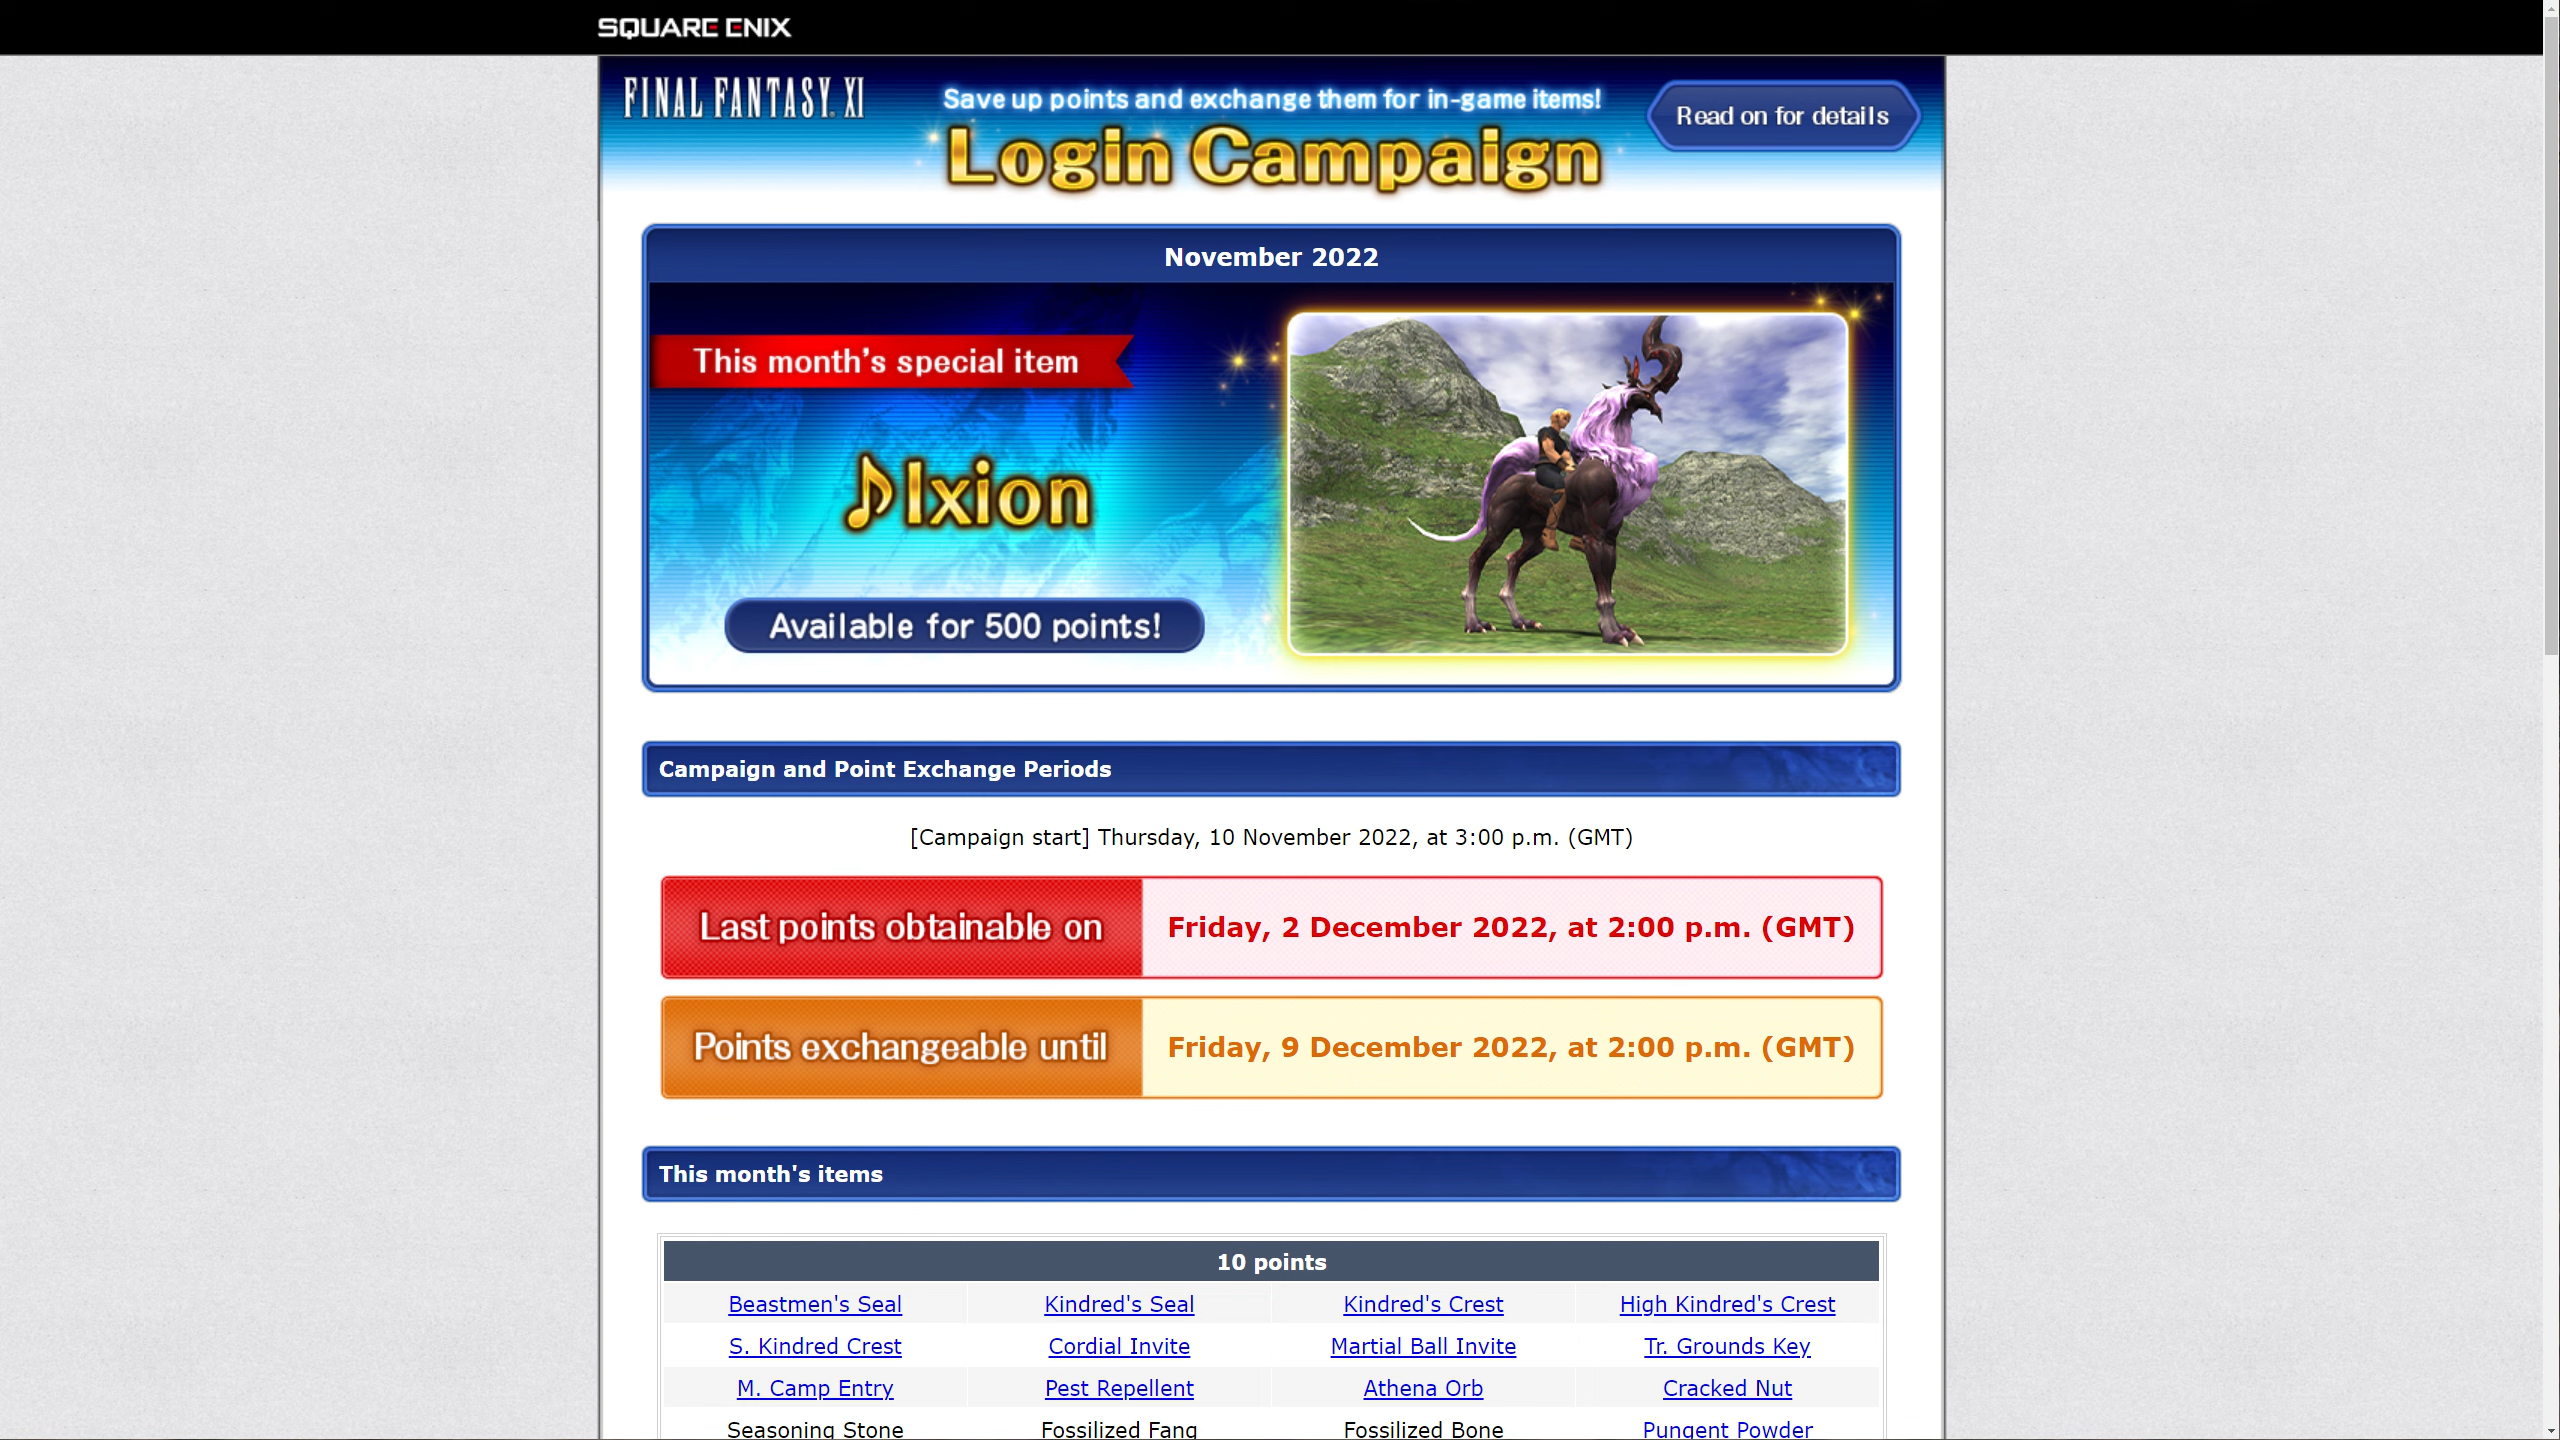 SQUARE ENIX
FINAL FANTASY XI
Save up points and exchange them for in-game items!
Login Campaign
Read on for details
November 2022
This month's special item
♪Ixion
Available for 500 points!
Campaign and Point Exchange Periods
[Campaign start] Thursday, 10 November 2022, at 3:00 p.m. (GMT)
Last points obtainable on Friday, 2 December 2022, at 2:00 p.m. (GMT)
Points exchangeable until Friday, 9 December 2022, at 2:00 p.m. (GMT)
This month's items
10 points
Beastmen's Seal Kindred's Seal Kindred's Crest High Kindred's Crest
S. Kindred Crest Cordial Invite Martial Ball Invite Tr. Grounds Key
M. Camp Entry Pest Repellent Athena Orb Cracked Nut
Seasoning Stone Fossilized Fang Fossilized Bone Pungent Powder